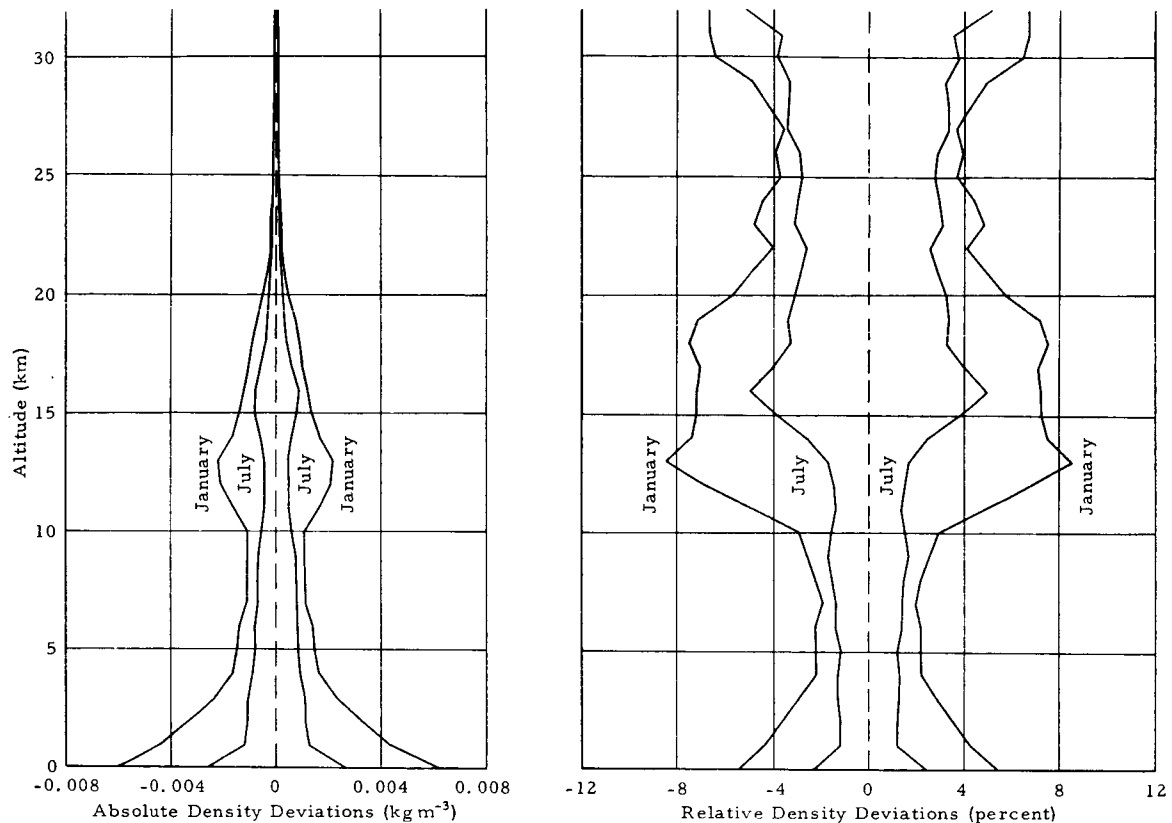 30
25
20
15
10
5
0
Altitude (km)
January
July
July
January
-0.008
-0.004
0
0.004
0.008
Absolute Density Deviations (kg m⁻³)
January
July
July
January
-12
-8
-4
0
4
8
12
Relative Density Deviations (percent)